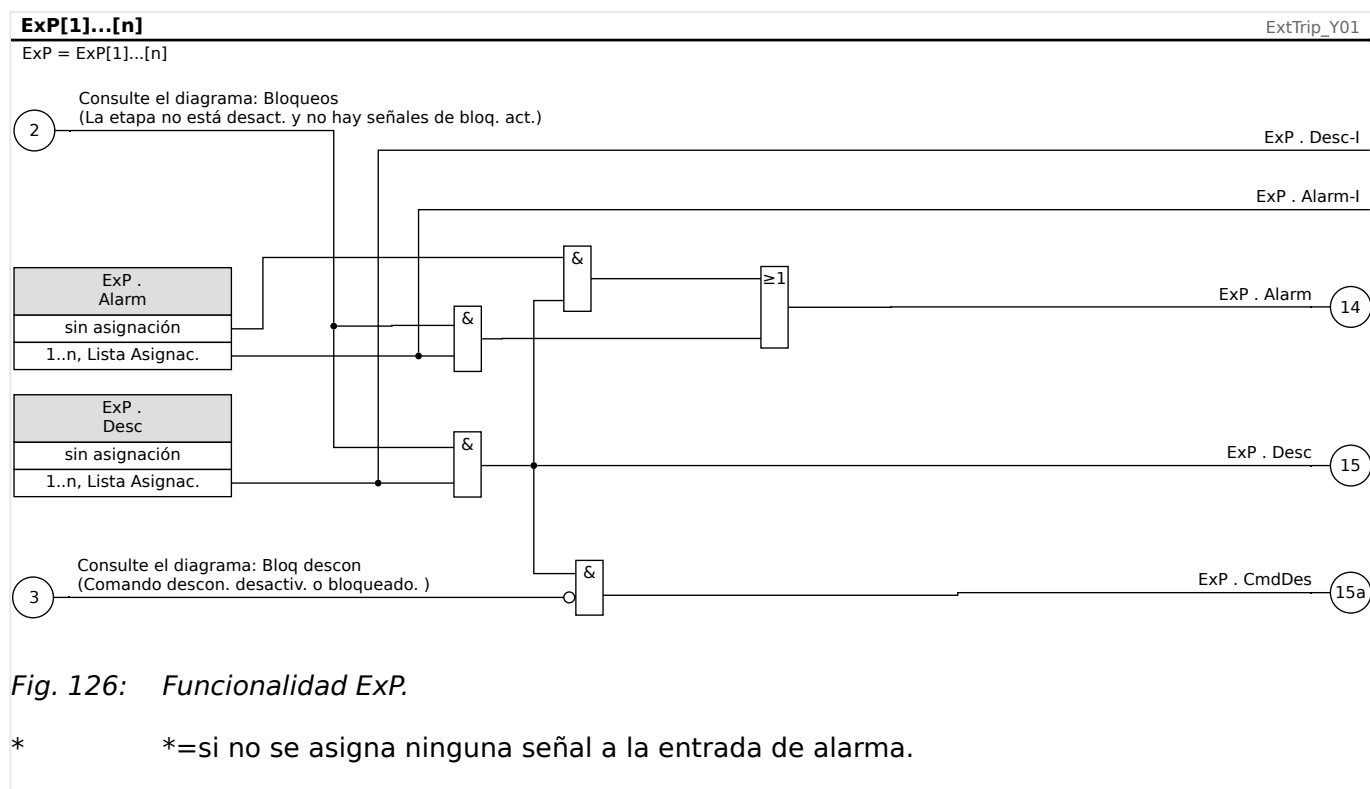 ExP[1]...[n]
ExtTrip_Y01
ExP = ExP[1]...[n]
Consulte el diagrama: Bloqueos
(La etapa no está desact. y no hay señales de bloq. act.)
2
ExP . Desc-I
ExP . Alarm-I
&
ExP .
Alarm
≥1
ExP . Alarm
14
sin asignación
&
1..n, Lista Asignac.
ExP .
Desc
sin asignación
&
ExP . Desc
15
1..n, Lista Asignac.
Consulte el diagrama: Bloq descon
(Comando descon. desactiv. o bloqueado. )
3
&
ExP . CmdDes
15a
Fig. 126: Funcionalidad ExP.
* *=si no se asigna ninguna señal a la entrada de alarma.